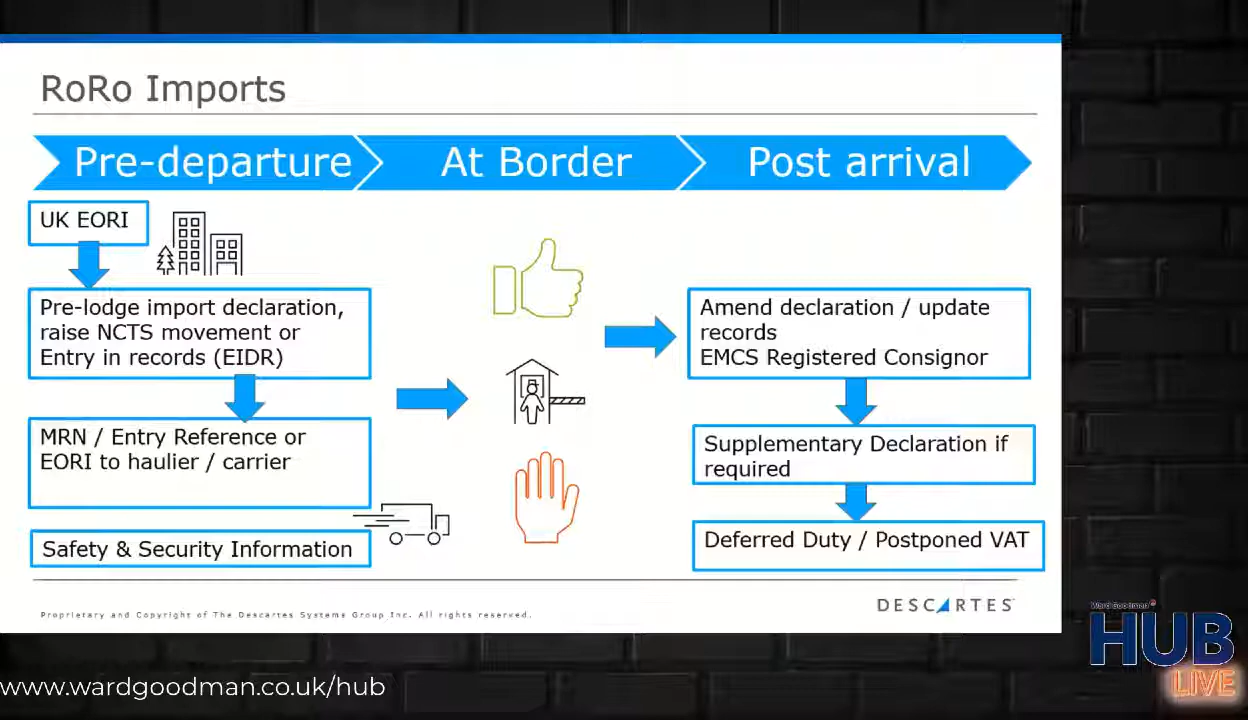 RoRo Imports
Pre-departure
At Border
Post arrival
UK EORI
Pre-lodge import declaration,
raise NCTS movement or
Entry in records (EIDR)
MRN / Entry Reference or
EORI to haulier / carrier
Safety & Security Information
Amend declaration / update
records
EMCS Registered Consignor
Supplementary Declaration if
required
Deferred Duty / Postponed VAT
Proprietary and Copyright of The Descartes Systems Group Inc. All rights reserved.
DESCARTES
Ward Goodman
HUB
LIVE
www.wardgoodman.co.uk/hub